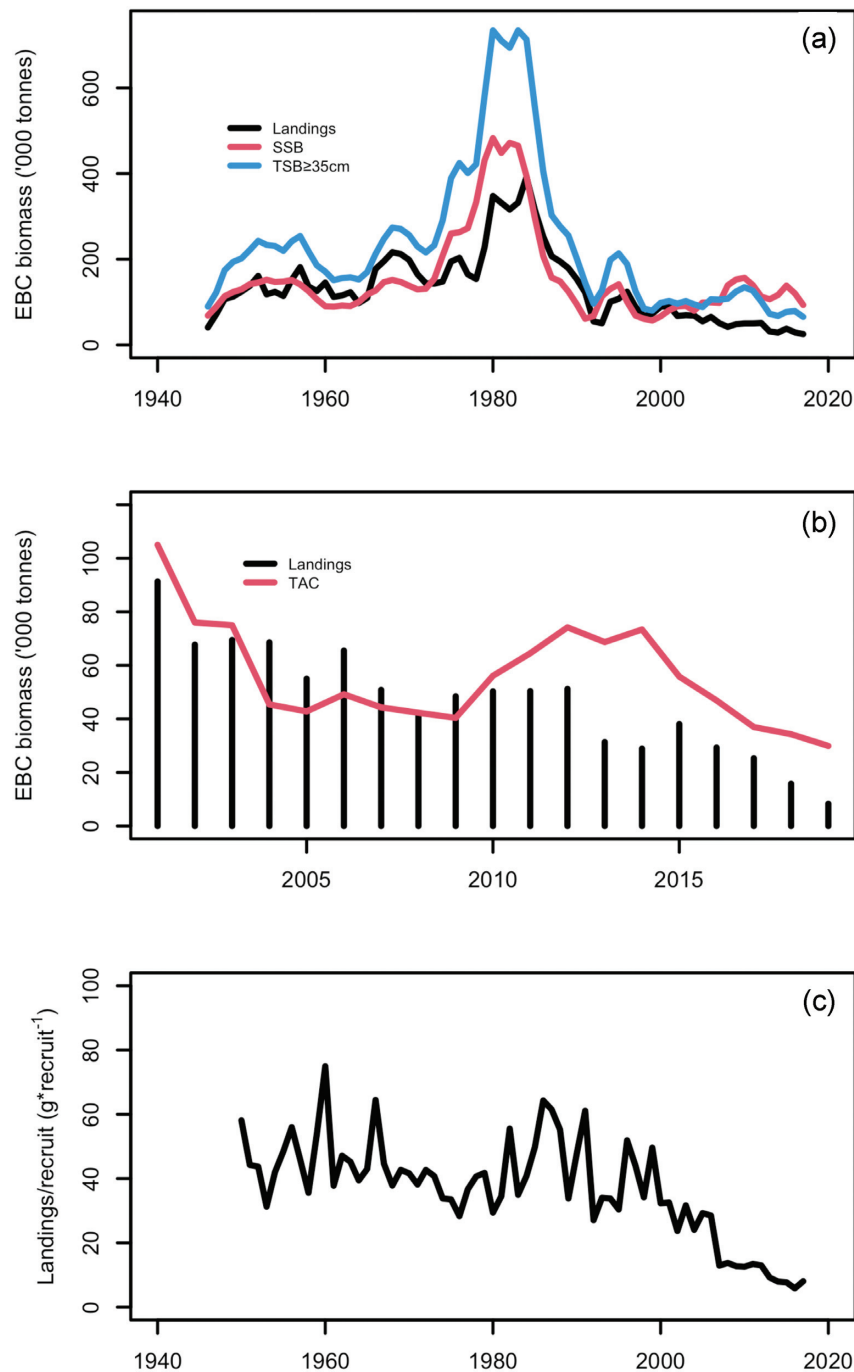 (a)
EBC biomass ('000 tonnes)
600
400
200
0
Landings
SSB
TSB≥35cm
1940 1960 1980 2000 2020
(b)
EBC biomass ('000 tonnes)
100
80
60
40
20
0
Landings
TAC
2005 2010 2015
(c)
Landings/recruit (g*recruit⁻¹)
100
80
60
40
20
0
1940 1960 1980 2000 2020